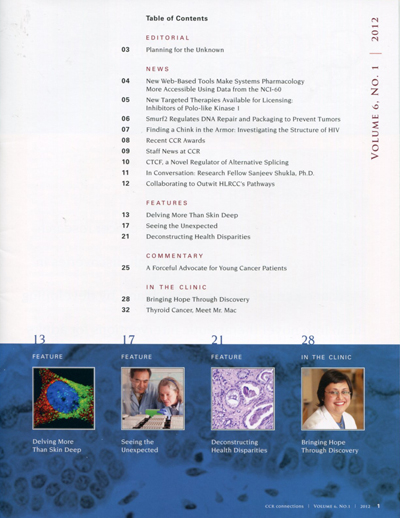 Table of Contents
EDITORIAL
03 Planning for the Unknown
NEWS
04 New Web-Based Tools Make Systems Pharmacology
More Accessible Using Data from the NCI-60
05 New Targeted Therapies Available for Licensing:
Inhibitors of Polo-like Kinase 1
06 Smurf2 Regulates DNA Repair and Packaging to Prevent Tumors
07 Finding a Chink in the Armor: Investigating the Structure of HIV
08 Recent CCR Awards
09 Staff News at CCR
10 CTCF, a Novel Regulator of Alternative Splicing
11 In Conversation: Research Fellow Sanjeev Shukla, Ph.D.
12 Collaborating to Outwit HLRCC's Pathways
FEATURES
13 Delving More Than Skin Deep
17 Seeing the Unexpected
21 Deconstructing Health Disparities
COMMENTARY
25 A Forceful Advocate for Young Cancer Patients
IN THE CLINIC
28 Bringing Hope Through Discovery
32 Thyroid Cancer, Meet Mr. Mac
VOLUME 6, NO. 1 | 2012
13
FEATURE
Delving More
Than Skin Deep
17
FEATURE
Seeing the
Unexpected
21
FEATURE
Deconstructing
Health Disparities
28
IN THE CLINIC
Bringing Hope
Through Discovery
CCR connections | VOLUME 6, NO.1 | 2012 1